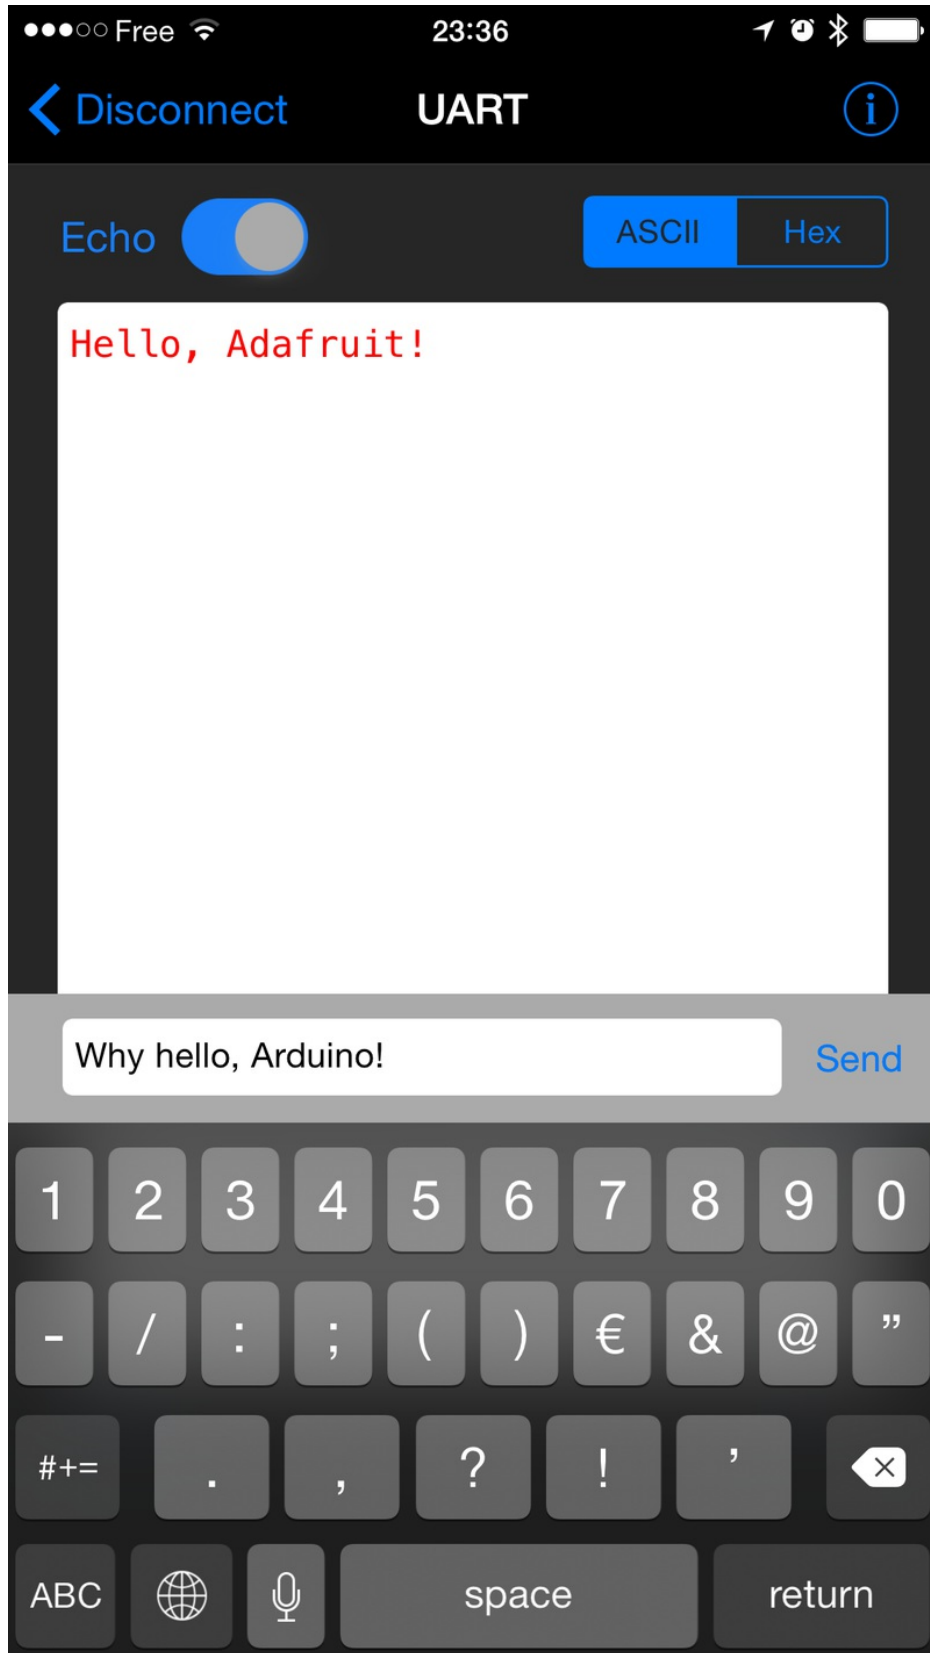 Free 23:36
Disconnect UART i
Echo ASCII Hex
Hello, Adafruit!
Why hello, Arduino! Send
1 2 3 4 5 6 7 8 9 0
- / : ; ( ) € & @ ”
#+= . , ? ! ’
ABC space return